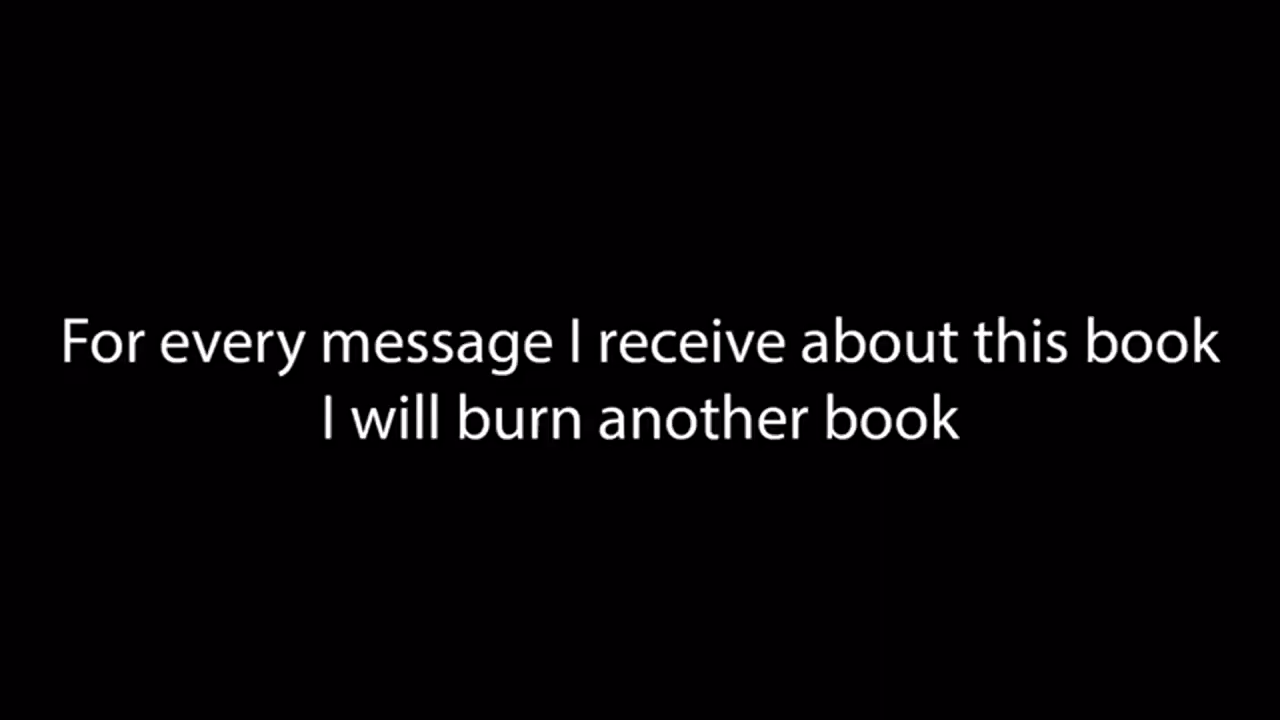 For every message I receive about this book
I will burn another book